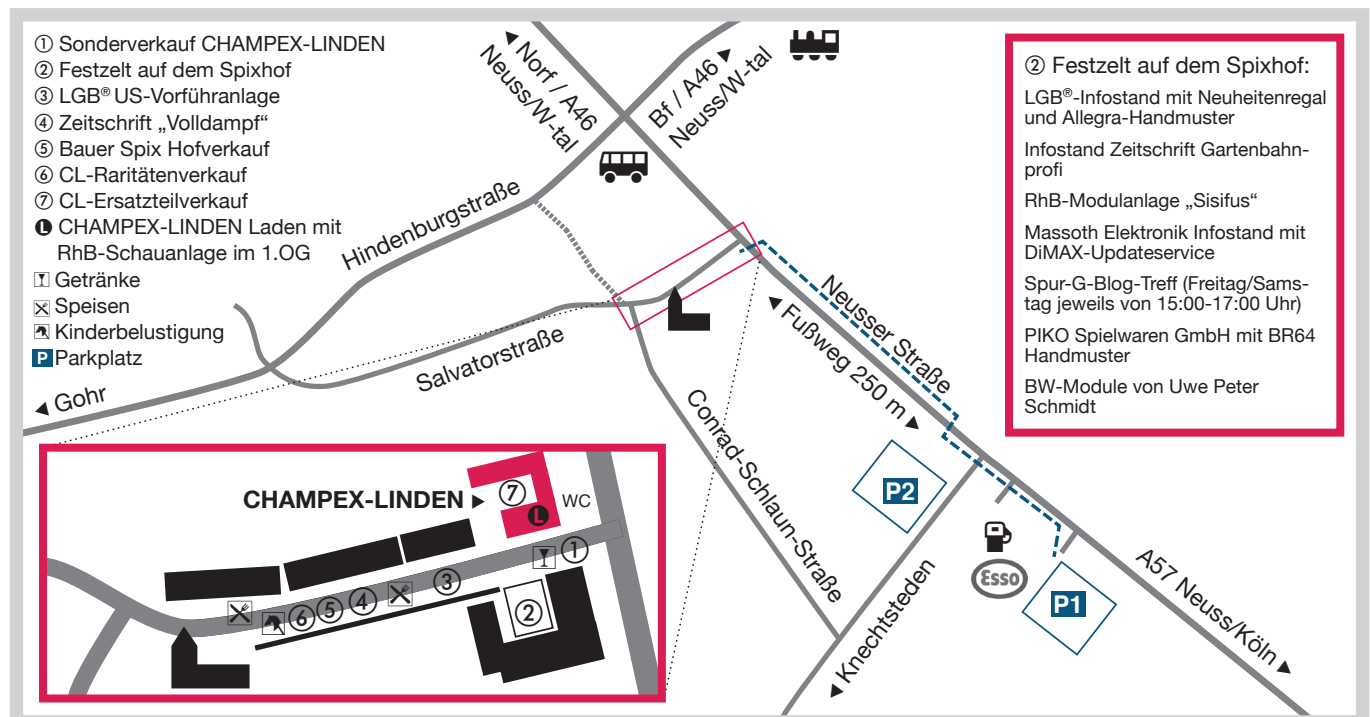 ① Sonderverkauf CHAMPEX-LINDEN
② Festzelt auf dem Spixhof
③ LGB® US-Vorführanlage
④ Zeitschrift „Volldampf“
⑤ Bauer Spix Hofverkauf
⑥ CL-Raritätenverkauf
⑦ CL-Ersatzteilverkauf
L CHAMPEX-LINDEN Laden mit
RhB-Schauanlage im 1.OG
Getränke
Speisen
Kinderbelustigung
P Parkplatz
◀ Norf / A46
Neuss/W-tal
Bf / A46 ▶
Neuss/W-tal
② Festzelt auf dem Spixhof:
LGB®-Infostand mit Neuheitenregal
und Allegra-Handmuster
Infostand Zeitschrift Gartenbahn-
profi
RhB-Modulanlage „Sisifus“
Massoth Elektronik Infostand mit
DiMAX-Updateservice
Spur-G-Blog-Treff (Freitag/Sams-
tag jeweils von 15:00-17:00 Uhr)
PIKO Spielwaren GmbH mit BR64
Handmuster
BW-Module von Uwe Peter
Schmidt
Hindenburgstraße
Salvatorstraße
◀ Gohr
Neusser Straße
◀ Fußweg 250 m ▶
Conrad-Schlaun-Straße
P2
Esso
P1
◀ Knechtsteden
A57 Neuss/Köln ▶
CHAMPEX-LINDEN ▶
⑦
L
WC
①
③
④
⑤
⑥
②